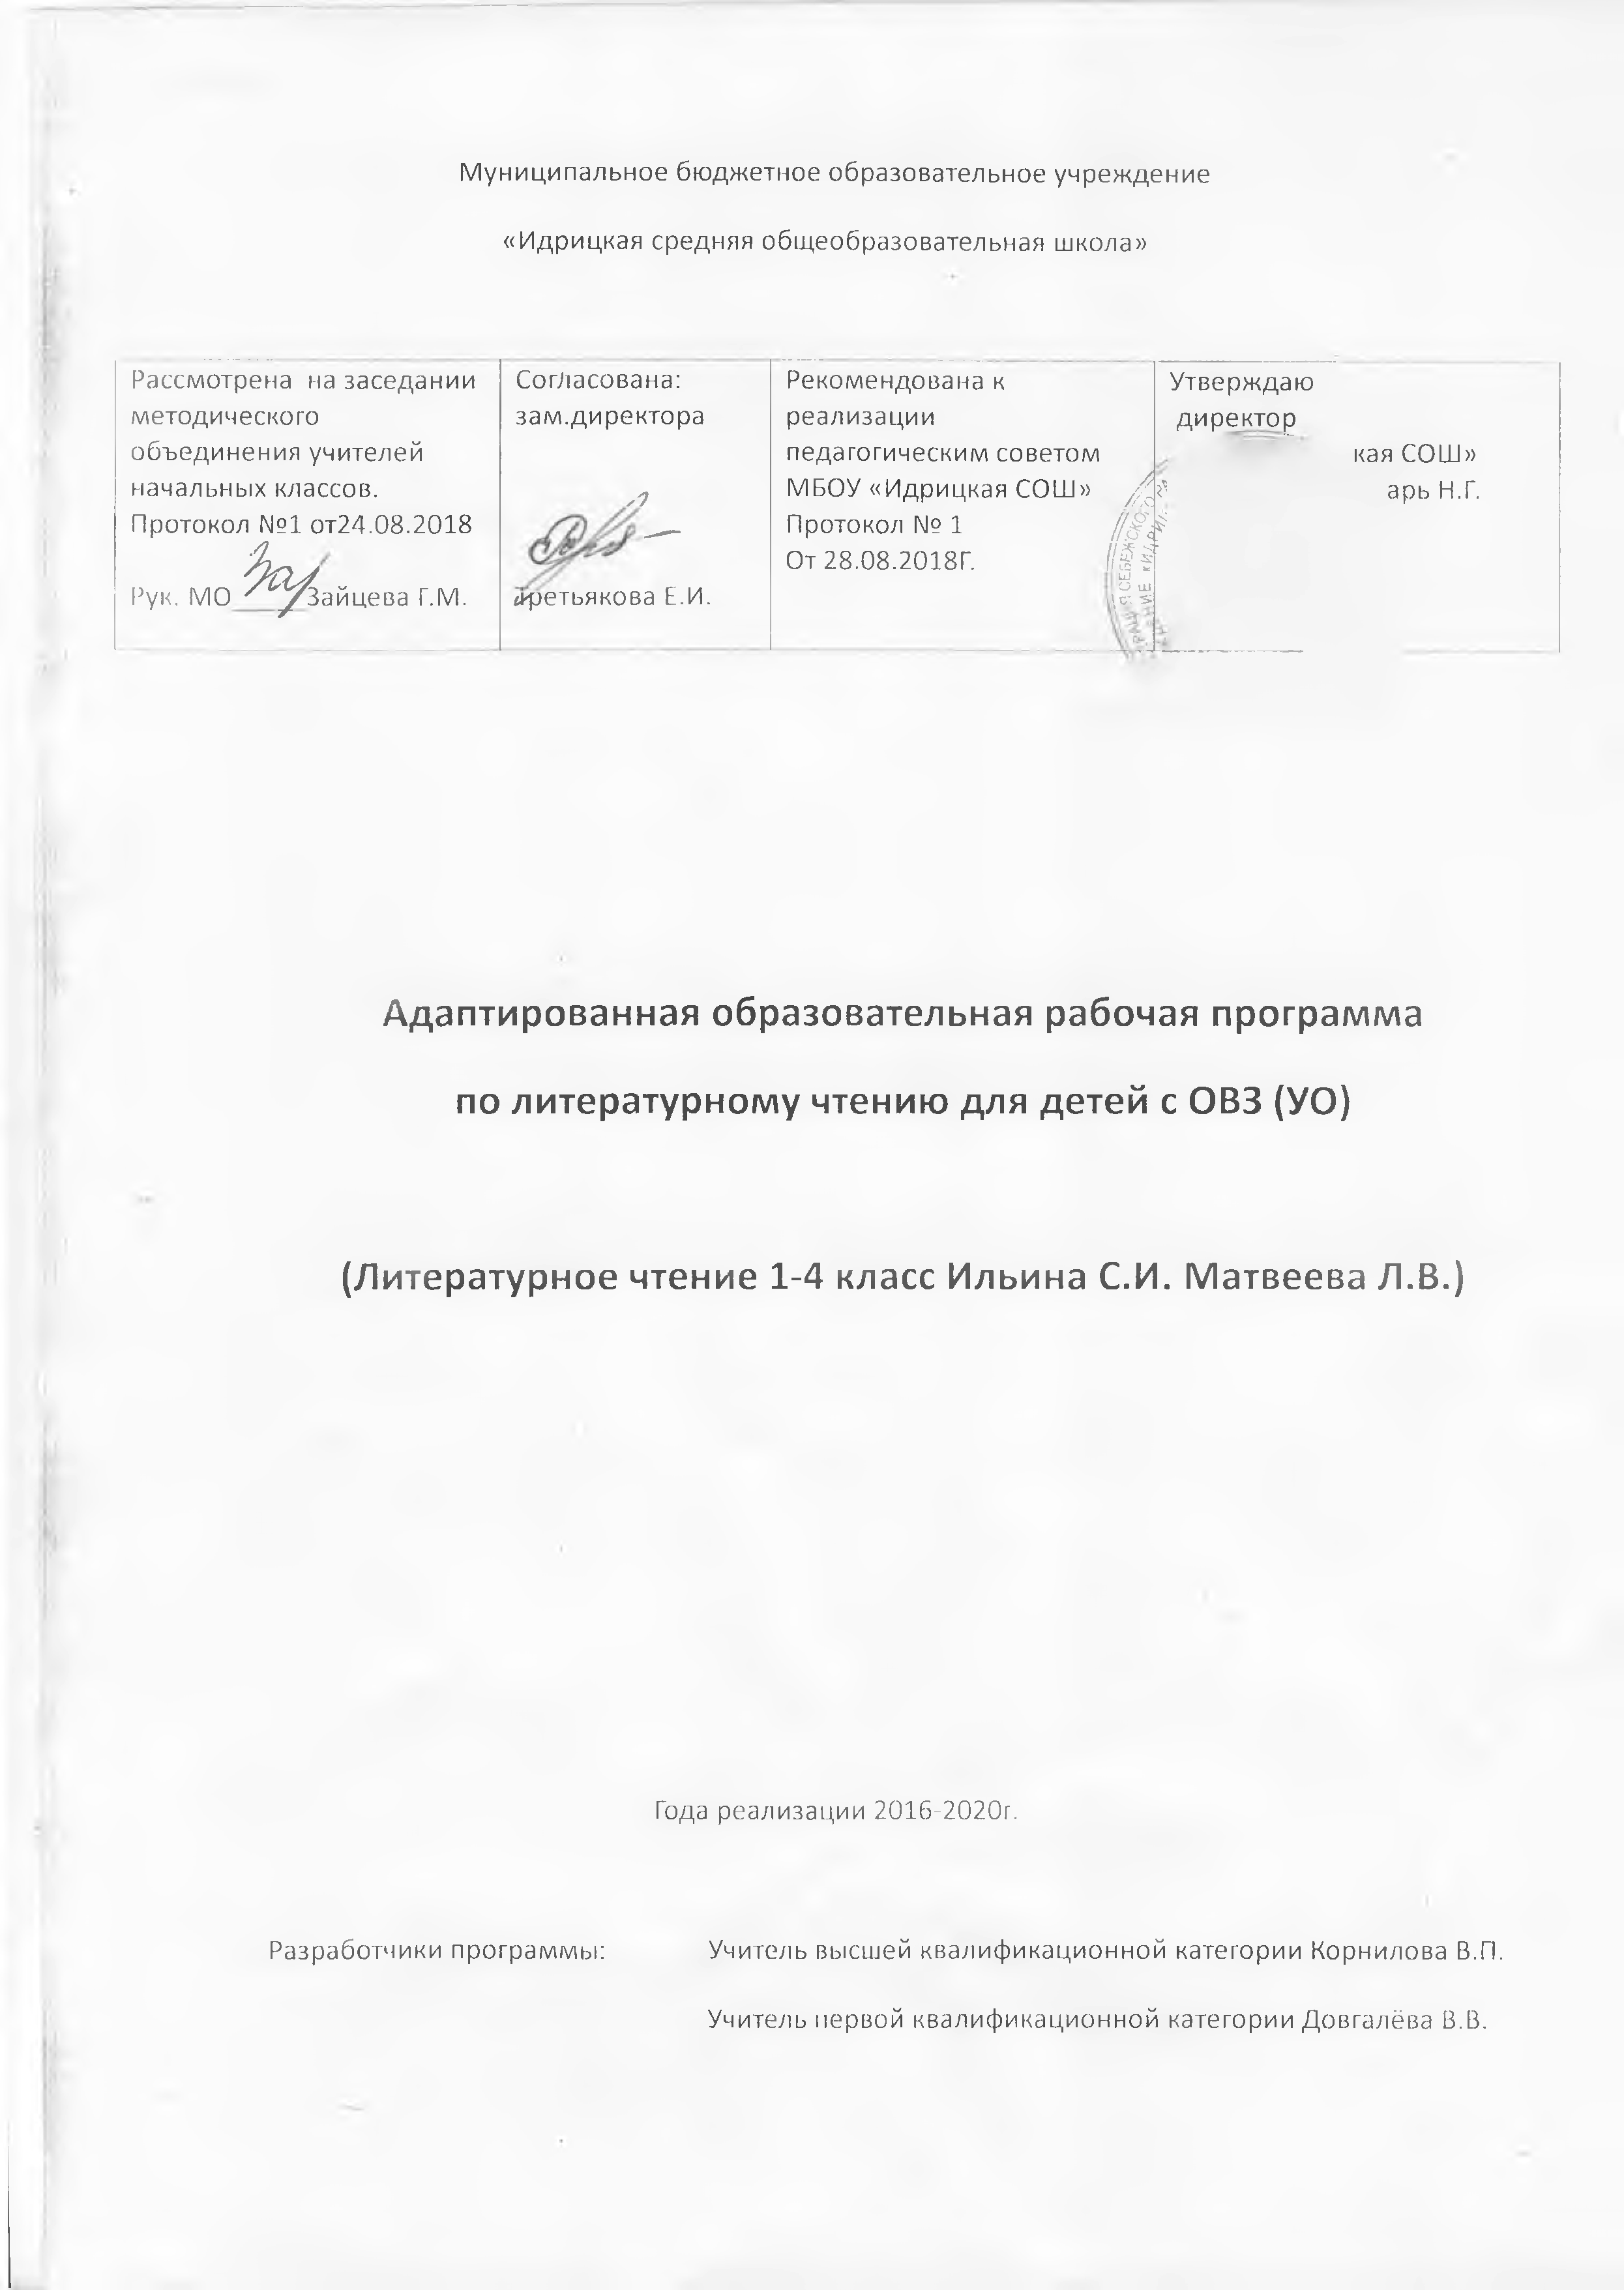 Муниципальное бюджетное образовательное учреждение
«Идрицкая средняя общеобразовательная школа»
Рассмотрена на заседании
методического
объединения учителей
начальных классов.
Протокол №1 от24.08.2018
Рук. МО Зайцева Г.М.
Согласована:
зам.директора
Третьякова Е.И.
Рекомендована к
реализации
педагогическим советом
МБОУ «Идрицкая СОШ»
Протокол № 1
От 28.08.2018Г.
Утверждаю
директор
кая СОШ»
арь Н.Г.
Адаптированная образовательная рабочая программа
по литературному чтению для детей с ОВЗ (УО)
(Литературное чтение 1-4 класс Ильина С.И. Матвеева Л.В.)
Года реализации 2016-2020г.
Разработчики программы: Учитель высшей квалификационной категории Корнилова В.П.
Учитель первой квалификационной категории Довгалёва В.В.